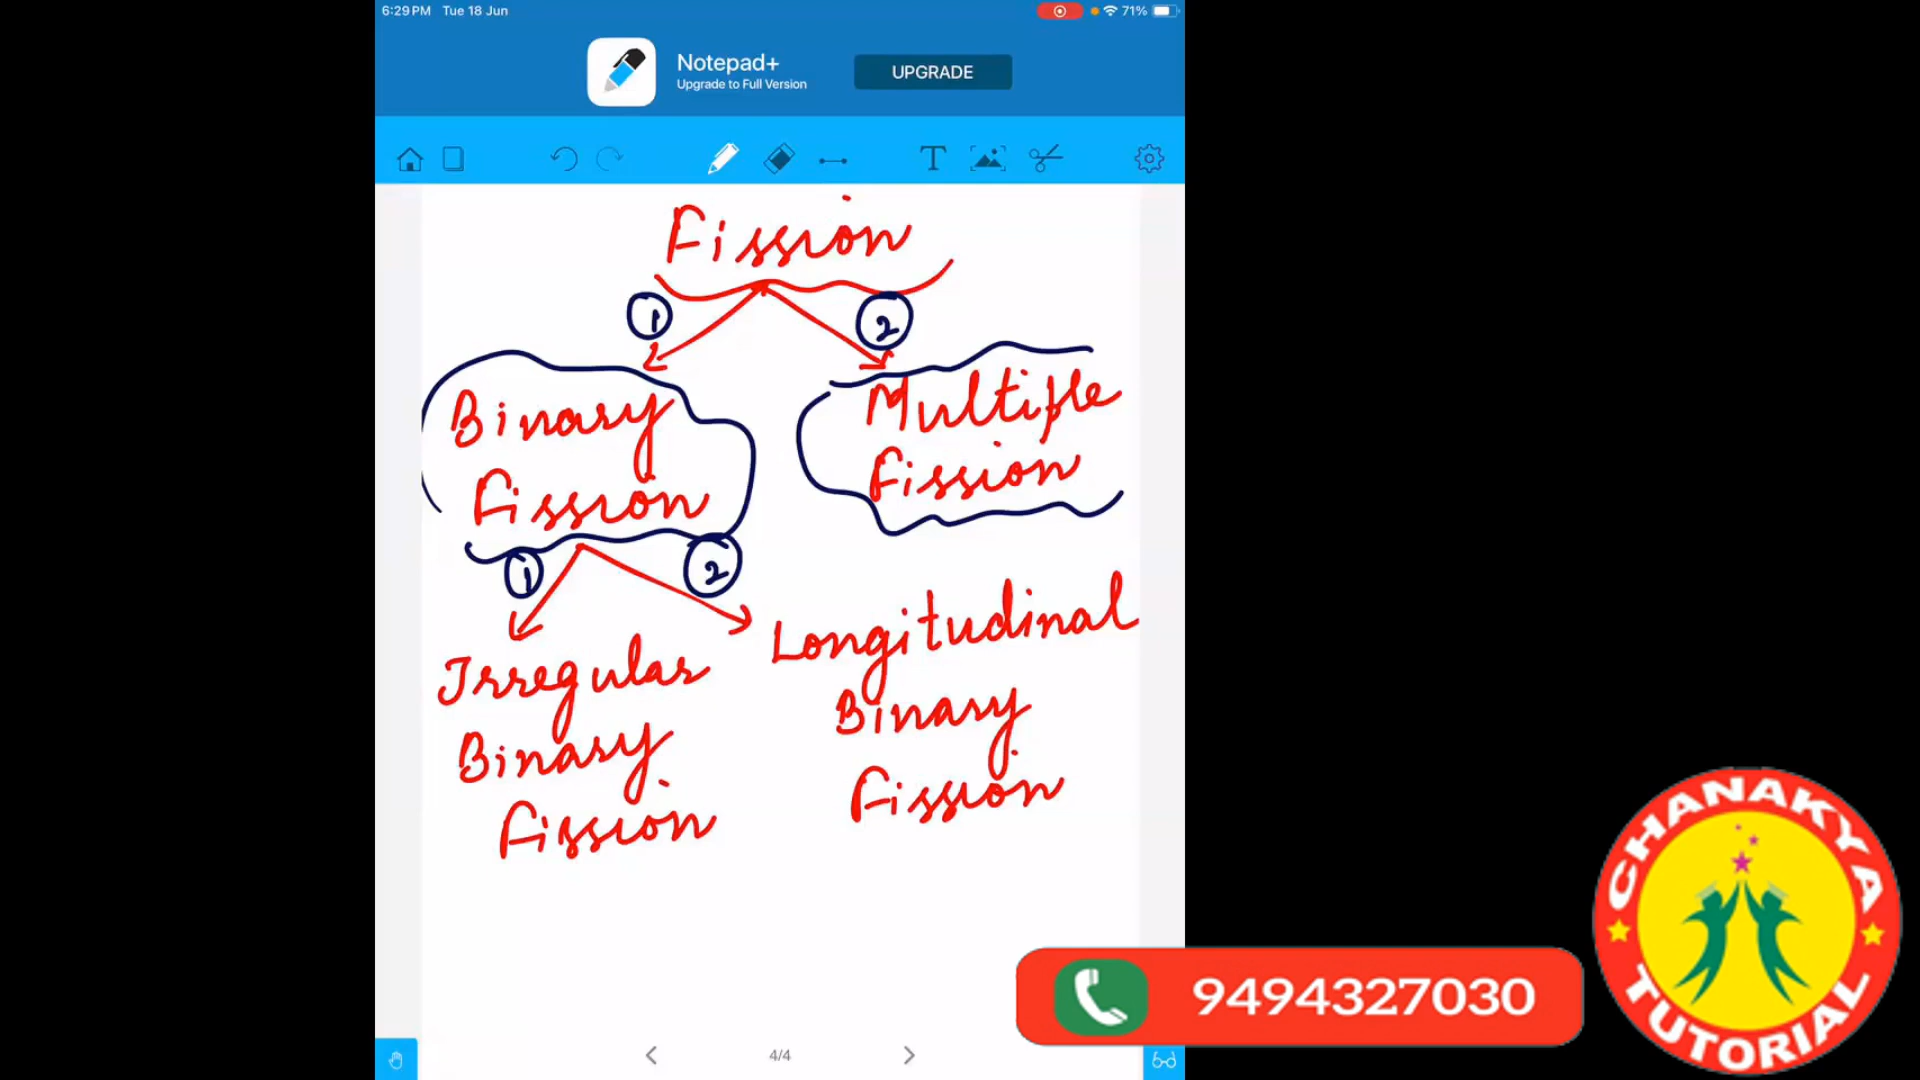 6:29 PM Tue 18 Jun
71%
Notepad+
Upgrade to Full Version
UPGRADE
T
Fission
1
2
Binary
Fission
Multiple
Fission
1
2
Irregular
Binary
Fission
Longitudinal
Binary
Fission
4/4
9494327030
CHANAKYA
TUTORIAL